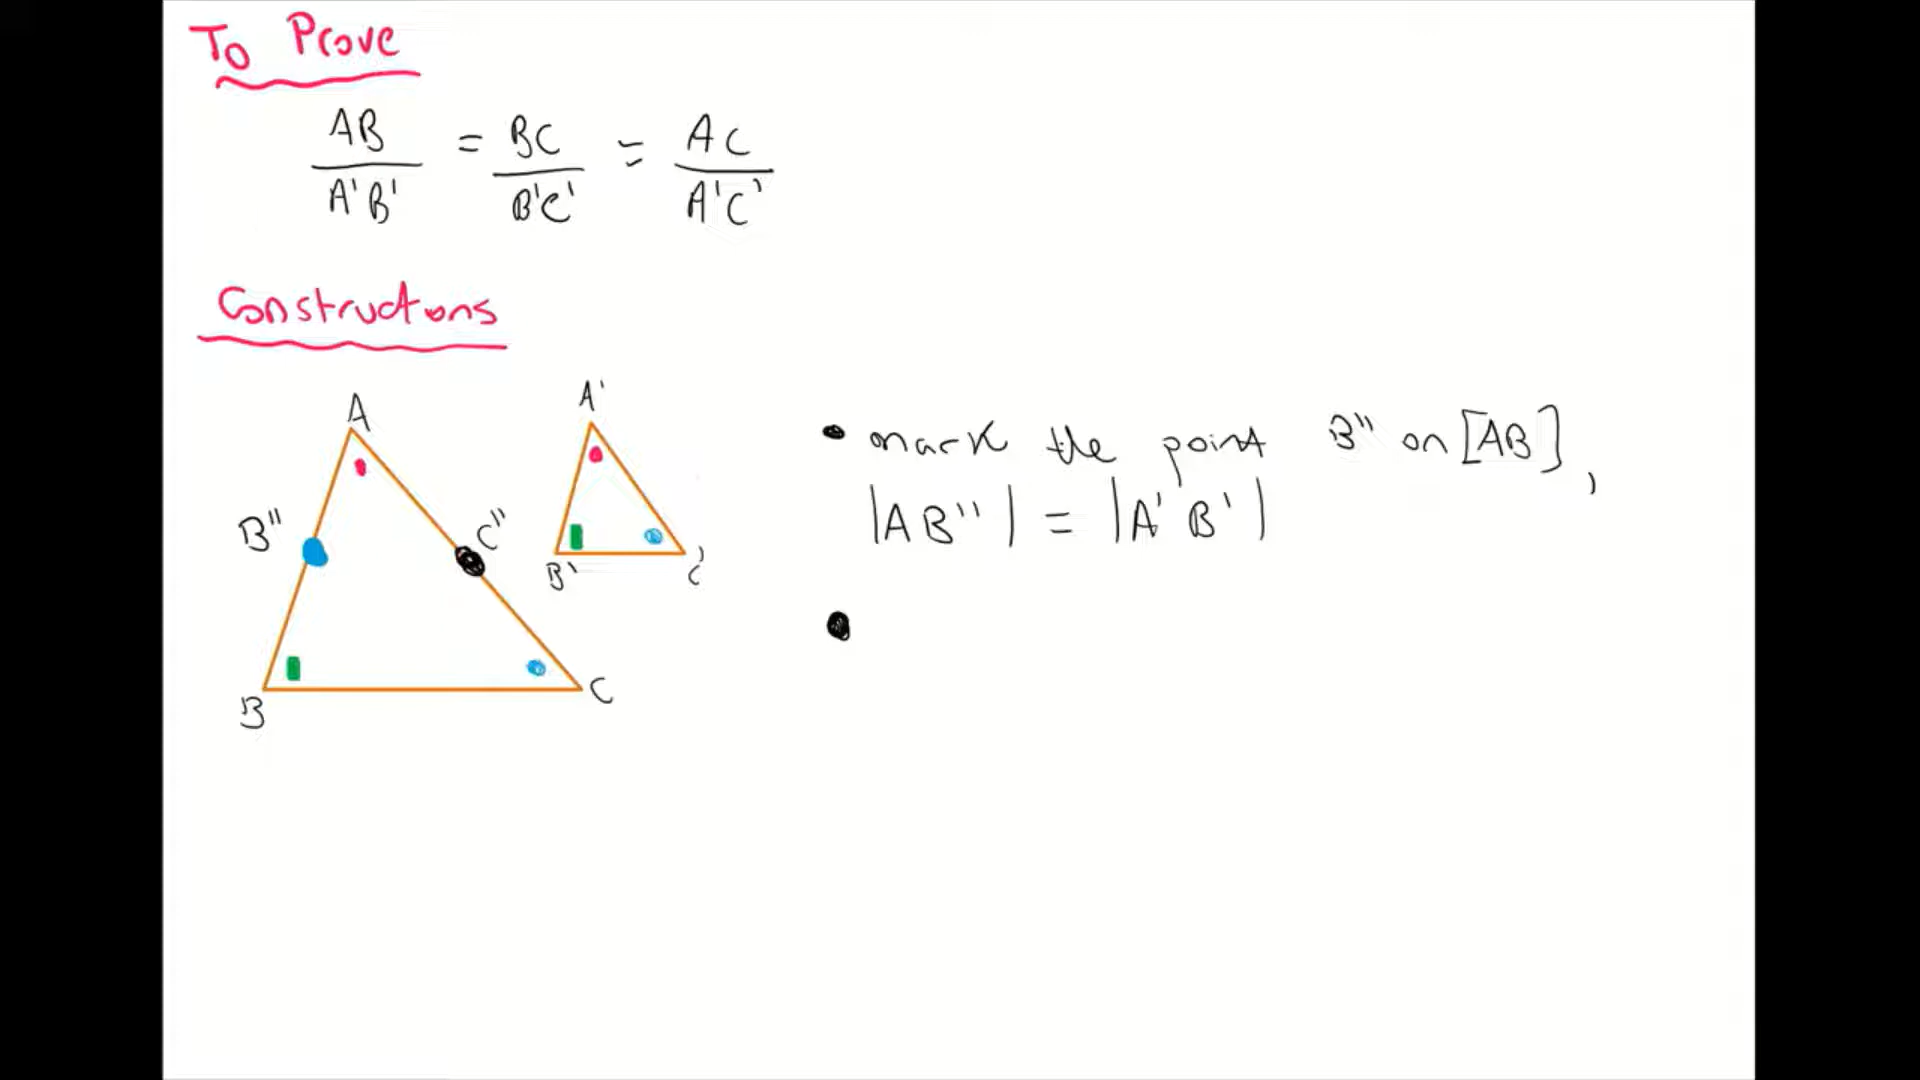 To Prove
AB/A'B' = BC/B'C' = AC/A'C'
Constructions
A
A'
B"
C"
B'
C'
B
C
• mark the point B" on [AB],
|AB"| = |A'B'|
•